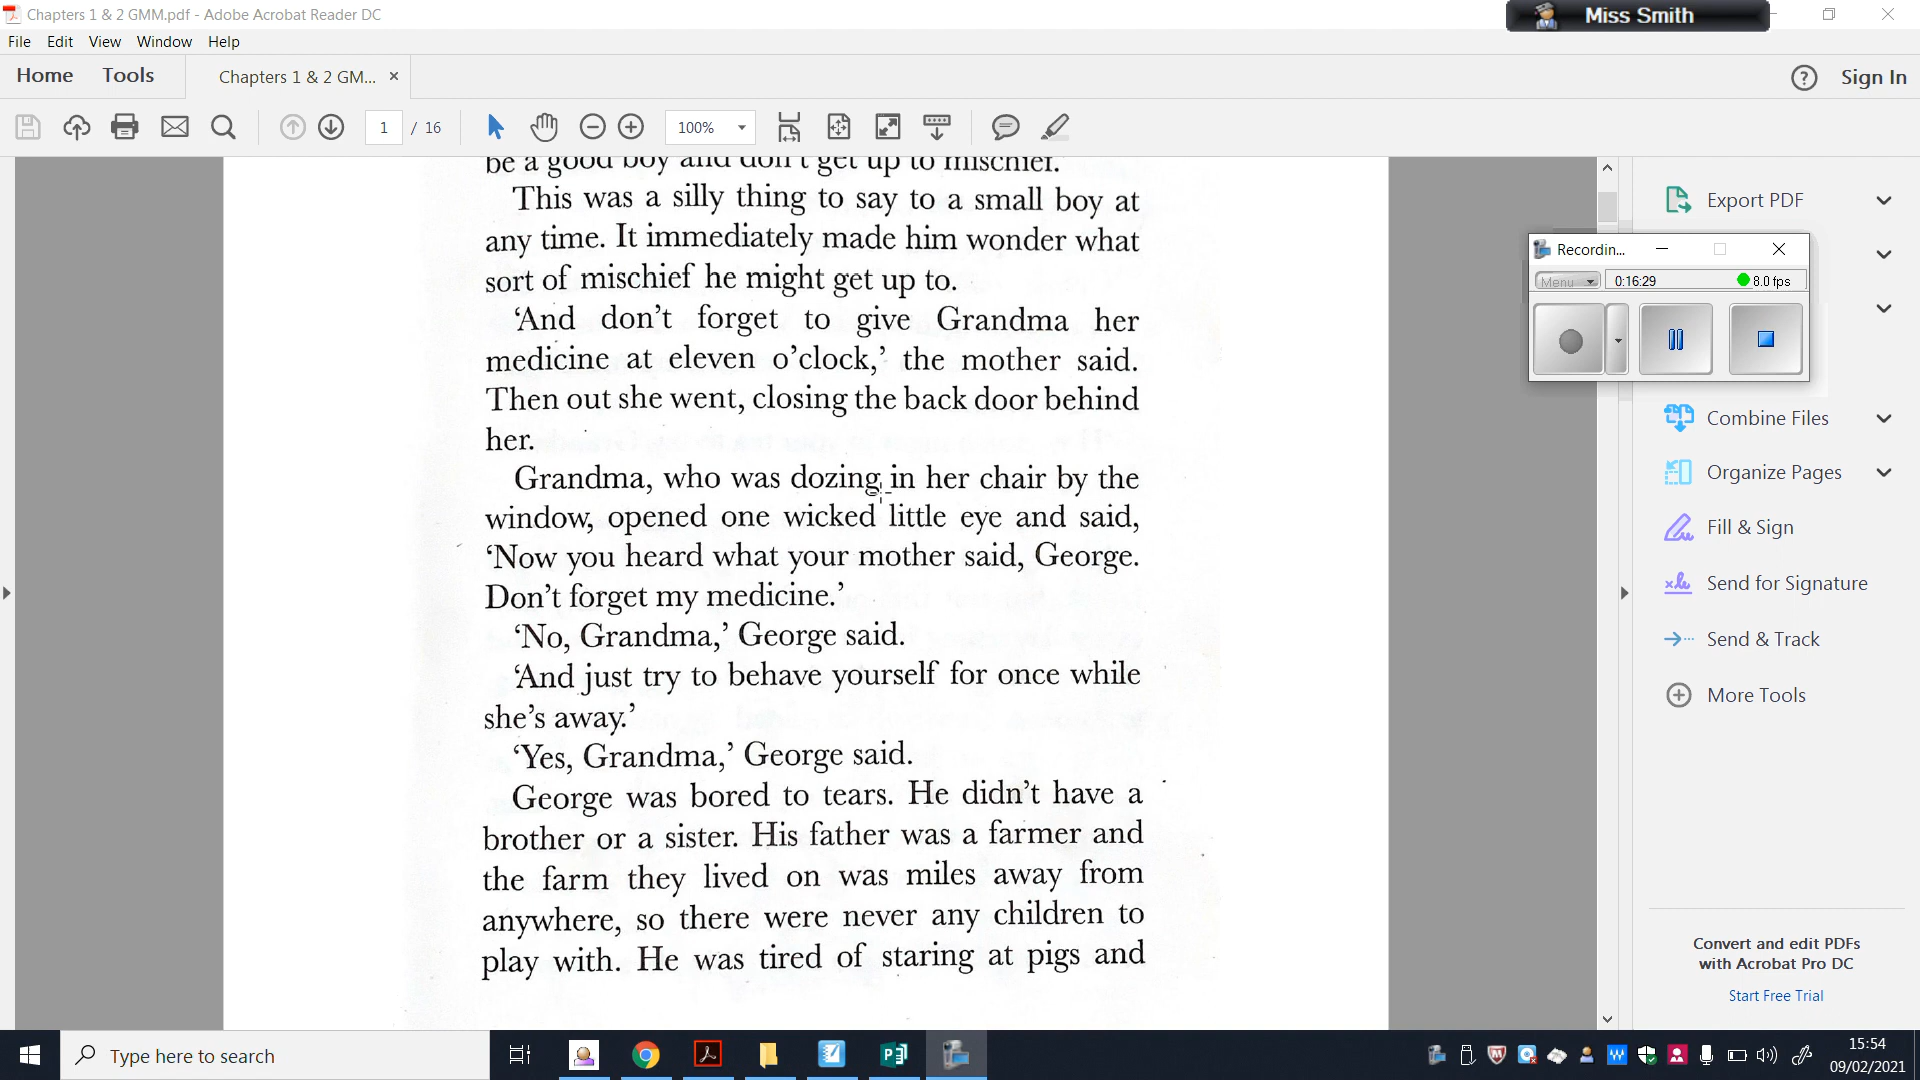 Chapters 1 & 2 GMM.pdf - Adobe Acrobat Reader DC
Miss Smith
File Edit View Window Help
Home Tools Chapters 1 & 2 GM... × Sign In
1 / 16 100%
be a good boy and don't get up to mischief.'
This was a silly thing to say to a small boy at
any time. It immediately made him wonder what
sort of mischief he might get up to.
‘And don’t forget to give Grandma her
medicine at eleven o’clock,’ the mother said.
Then out she went, closing the back door behind
her.
Grandma, who was dozing in her chair by the
window, opened one wicked little eye and said,
‘Now you heard what your mother said, George.
Don’t forget my medicine.’
‘No, Grandma,’ George said.
‘And just try to behave yourself for once while
she’s away.’
‘Yes, Grandma,’ George said.
George was bored to tears. He didn’t have a
brother or a sister. His father was a farmer and
the farm they lived on was miles away from
anywhere, so there were never any children to
play with. He was tired of staring at pigs and
Export PDF
Recordin...
Menu 0:16:29 8.0 fps
Combine Files
Organize Pages
Fill & Sign
Send for Signature
Send & Track
More Tools
Convert and edit PDFs
with Acrobat Pro DC
Start Free Trial
Type here to search
15:54
09/02/2021